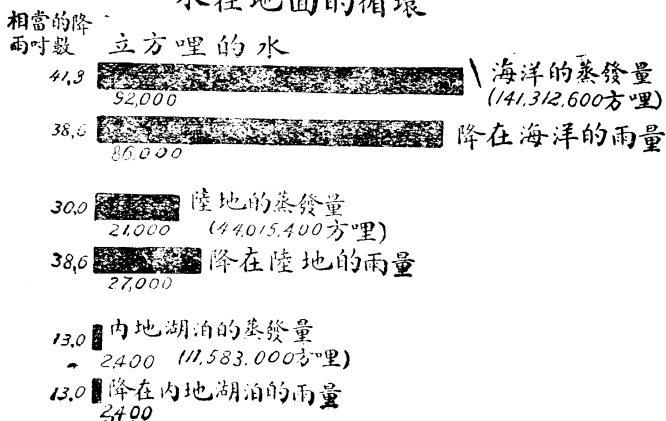 水在地面的循環
相當的降
雨吋數
立方哩的水
41,3
92,000
海洋的蒸發量
(141,312,600方哩)
38,6
86,000
降在海洋的雨量
30,0
21,000
陸地的蒸發量
(44,015,400方哩)
38,6
27,000
降在陸地的雨量
13,0
2400
內地湖泊的蒸發量
(11,583,000方哩)
13,0
降在內地湖泊的雨量
2400